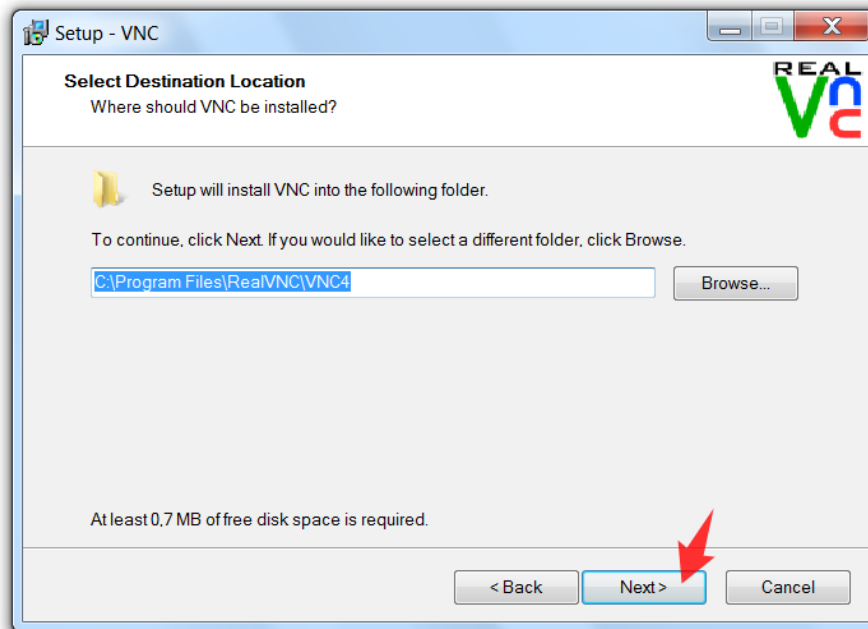 Setup - VNC
Select Destination Location
Where should VNC be installed?
REAL
VNC
Setup will install VNC into the following folder.
To continue, click Next. If you would like to select a different folder, click Browse.
C:\Program Files\RealVNC\VNC4
Browse...
At least 0,7 MB of free disk space is required.
< Back
Next >
Cancel